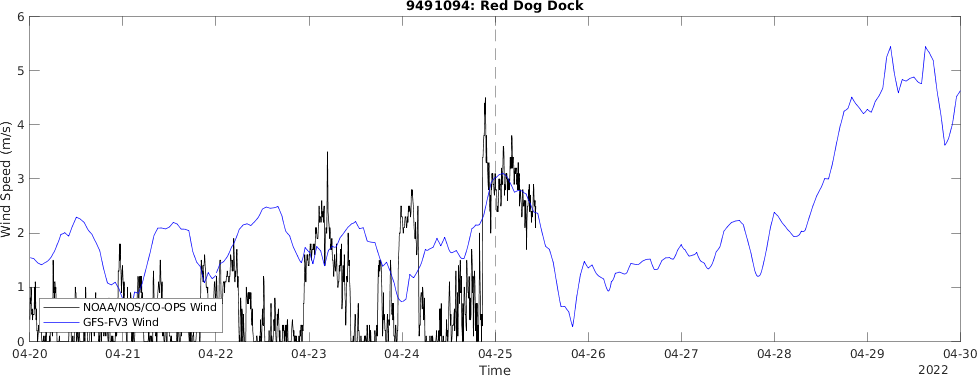 9491094: Red Dog Dock
6
5
4
3
2
1
0
Wind Speed (m/s)
NOAA/NOS/CO-OPS Wind
GFS-FV3 Wind
04-20 04-21 04-22 04-23 04-24 04-25 04-26 04-27 04-28 04-29 04-30
Time
2022